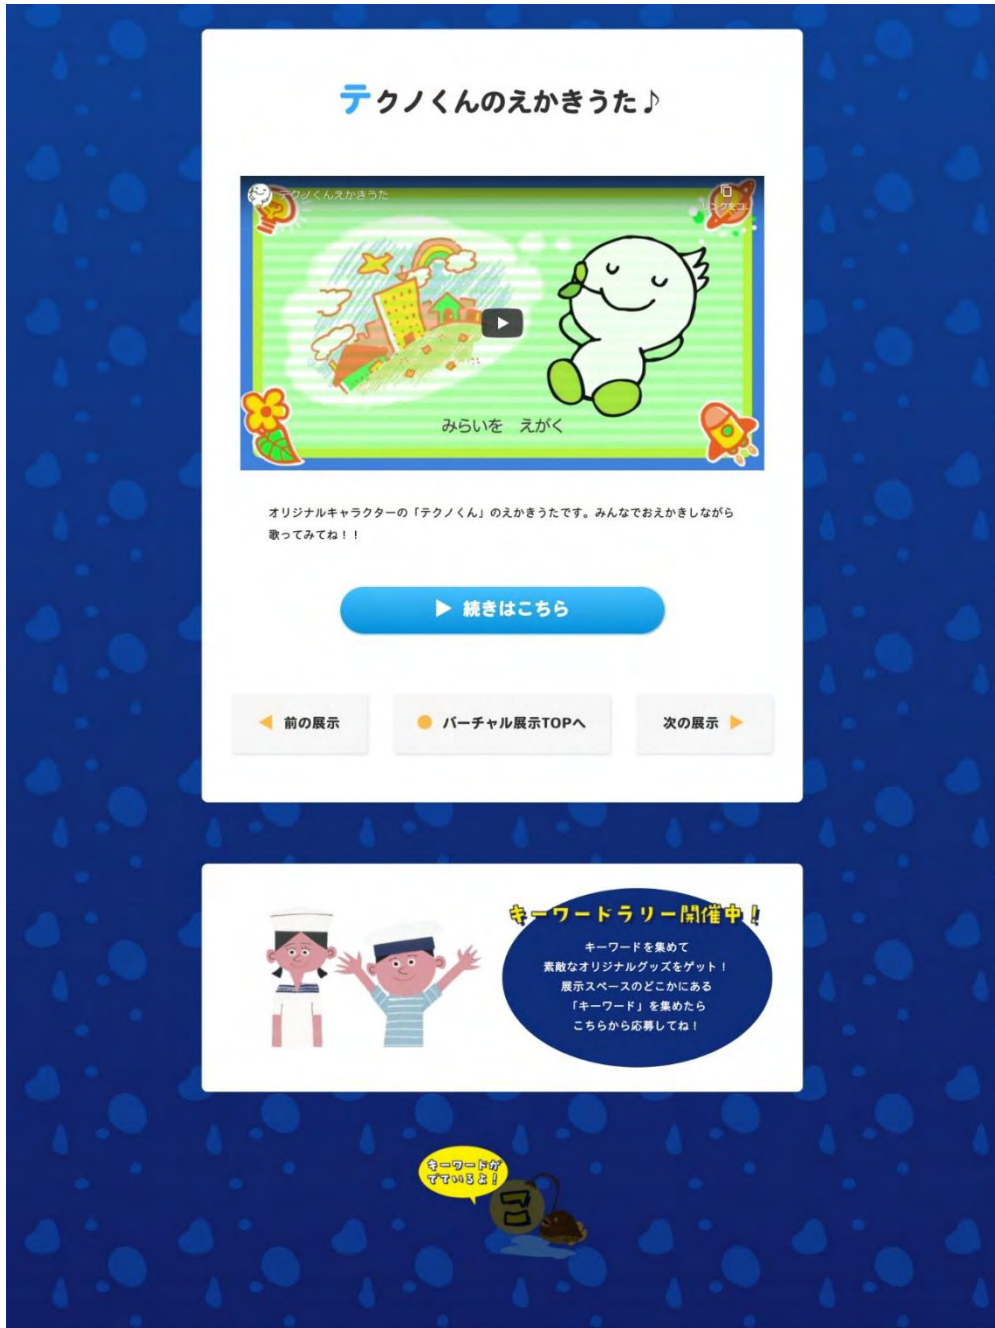 テクノくんのえかきうた♪
テクノくんえかきうた
リンクをコ...
みらいを えがく
オリジナルキャラクターの「テクノくん」のえかきうたです。みんなでおえかきしながら
歌ってみてね！！
▶ 続きはこちら
◀ 前の展示
● バーチャル展示TOPへ
次の展示 ▶
キーワードラリー開催中！
キーワードを集めて
素敵なオリジナルグッズをゲット！
展示スペースのどこかにある
「キーワード」を集めたら
こちらから応募してね！
キーワードが
でているよ！